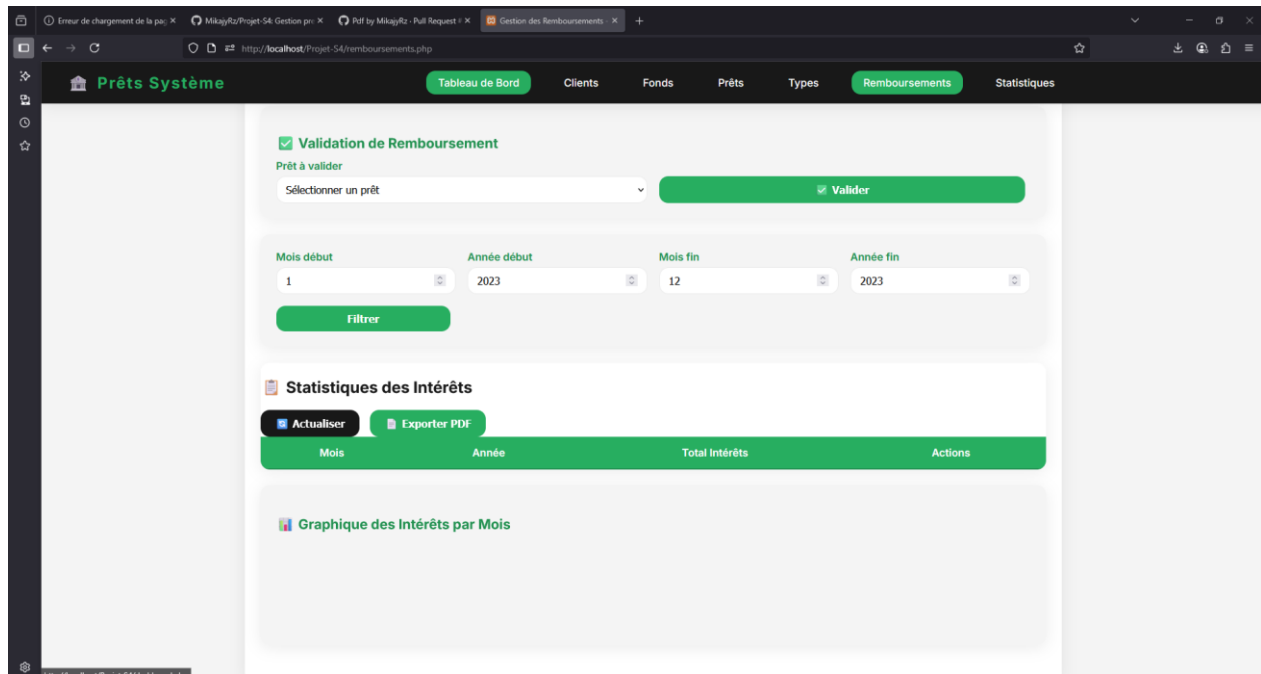 Erreur de chargement de la pag
MikajyRz/Projet-S4: Gestion pr
Pdf by MikajyRz · Pull Request
Gestion des Remboursements
http://localhost/Projet-S4/remboursements.php
Prêts Système
Tableau de Bord Clients Fonds Prêts Types Remboursements Statistiques
Validation de Remboursement
Prêt à valider
Sélectionner un prêt
Valider
Mois début Année début Mois fin Année fin
1 2023 12 2023
Filtrer
Statistiques des Intérêts
Actualiser Exporter PDF
Mois Année Total Intérêts Actions
Graphique des Intérêts par Mois